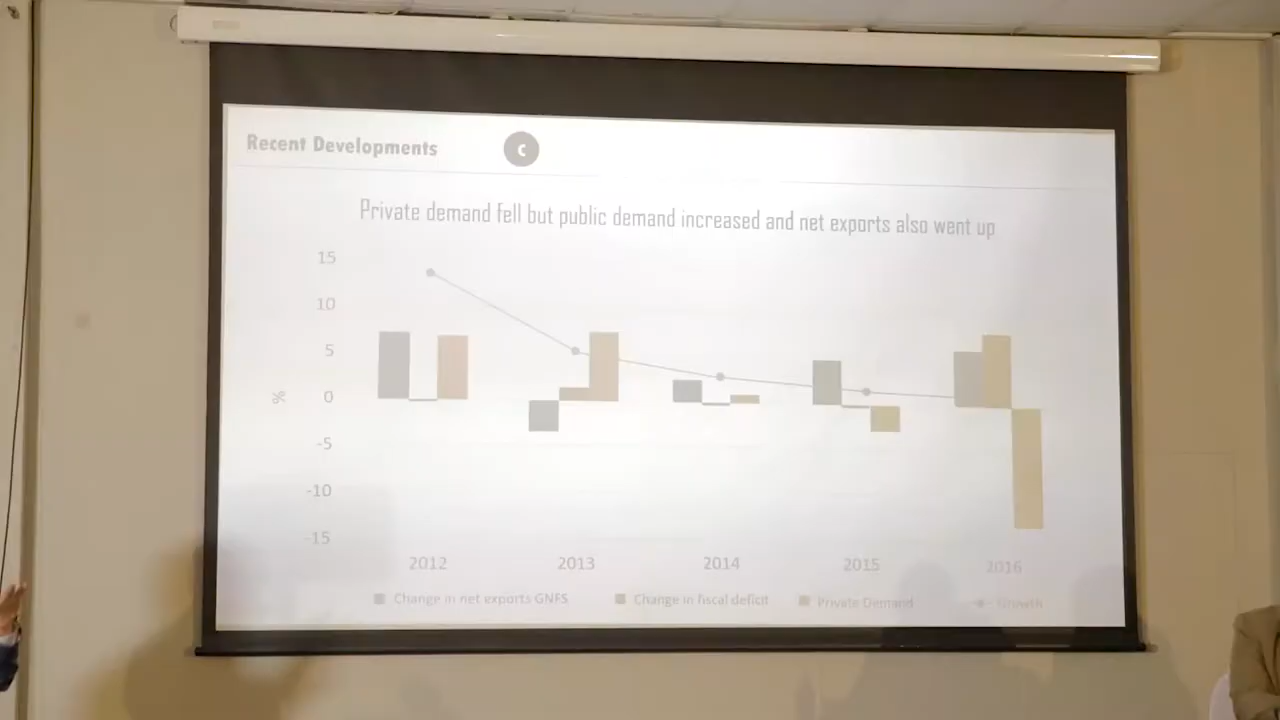 Recent Developments
C
Private demand fell but public demand increased and net exports also went up
15
10
5
0
%
-5
-10
-15
2012 2013 2014 2015 2016
Change in net exports GNFS Change in fiscal deficit Private Demand Growth